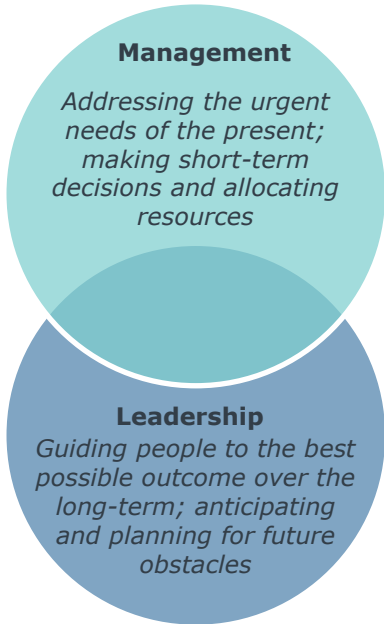 Management
Addressing the urgent
needs of the present;
making short-term
decisions and allocating
resources
Leadership
Guiding people to the best
possible outcome over the
long-term; anticipating
and planning for future
obstacles